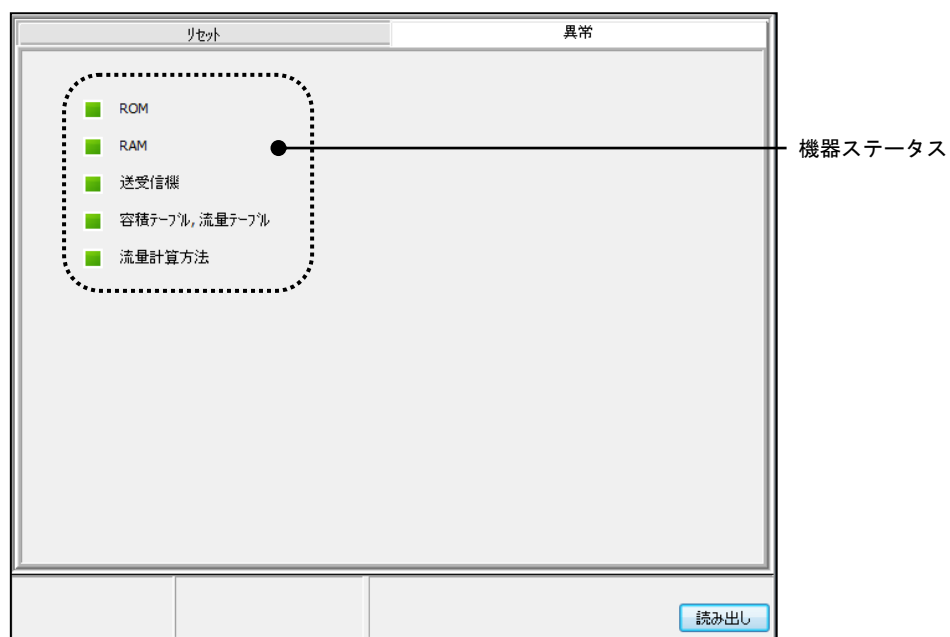 ﾘｾｯﾄ
異常
ROM
RAM
機器ステータス
送受信機
容積ﾃｰﾌﾞﾙ, 流量ﾃｰﾌﾞﾙ
流量計算方法
読み出し